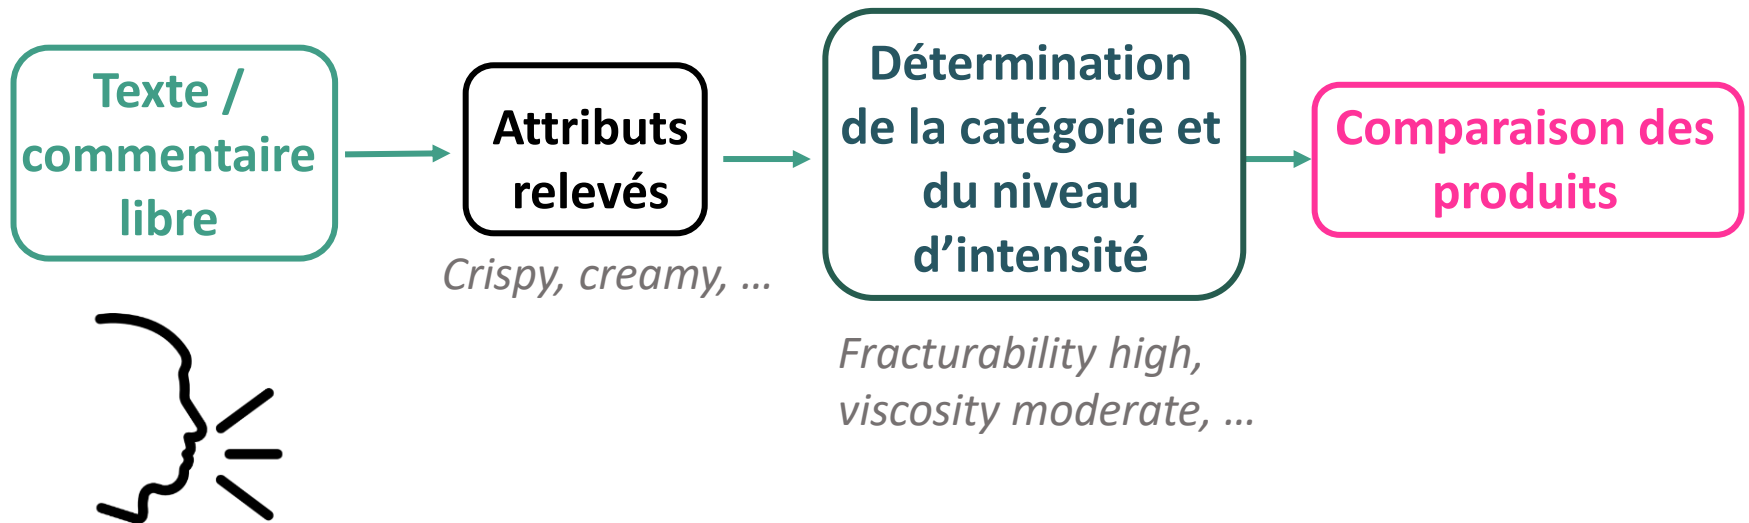 Texte /
commentaire
libre
Attributs
relevés
Crispy, creamy, …
Détermination
de la catégorie et
du niveau
d’intensité
Fracturability high,
viscosity moderate, …
Comparaison des
produits